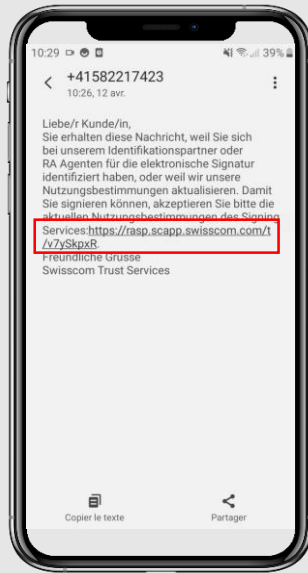 10:29
39%
+41582217423
10:26, 12 avr.
Liebe/r Kunde/in,
Sie erhalten diese Nachricht, weil Sie sich
bei unserem Identifikationspartner oder
RA Agenten für die elektronische Signatur
identifiziert haben, oder weil wir unsere
Nutzungsbestimmungen aktualisieren. Damit
Sie signieren können, akzeptieren Sie bitte die
aktuellen Nutzungsbestimmungen des Signing
Services:https://rasp.scapp.swisscom.com/t
/v7ySkpxR.
Freundliche Grüsse
Swisscom Trust Services
Copier le texte
Partager